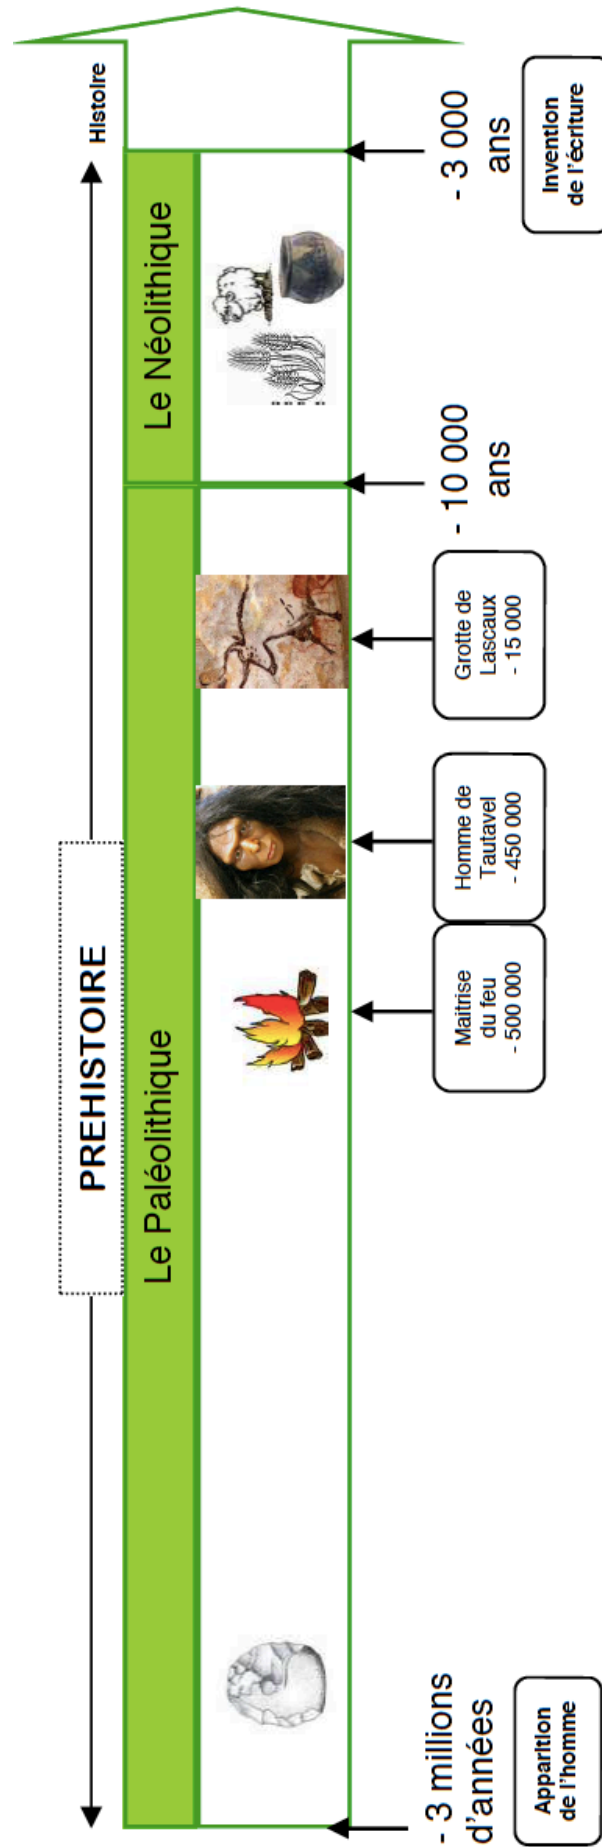 Histoire
PREHISTOIRE
Le Paléolithique
Le Néolithique
- 3 millions
d'années
- 10 000
ans
- 3 000
ans
Apparition
de l'homme
Maitrise
du feu
- 500 000
Homme de
Tautavel
-450 000
Grotte de
Lascaux
- 15 000
Invention
de l'écriture